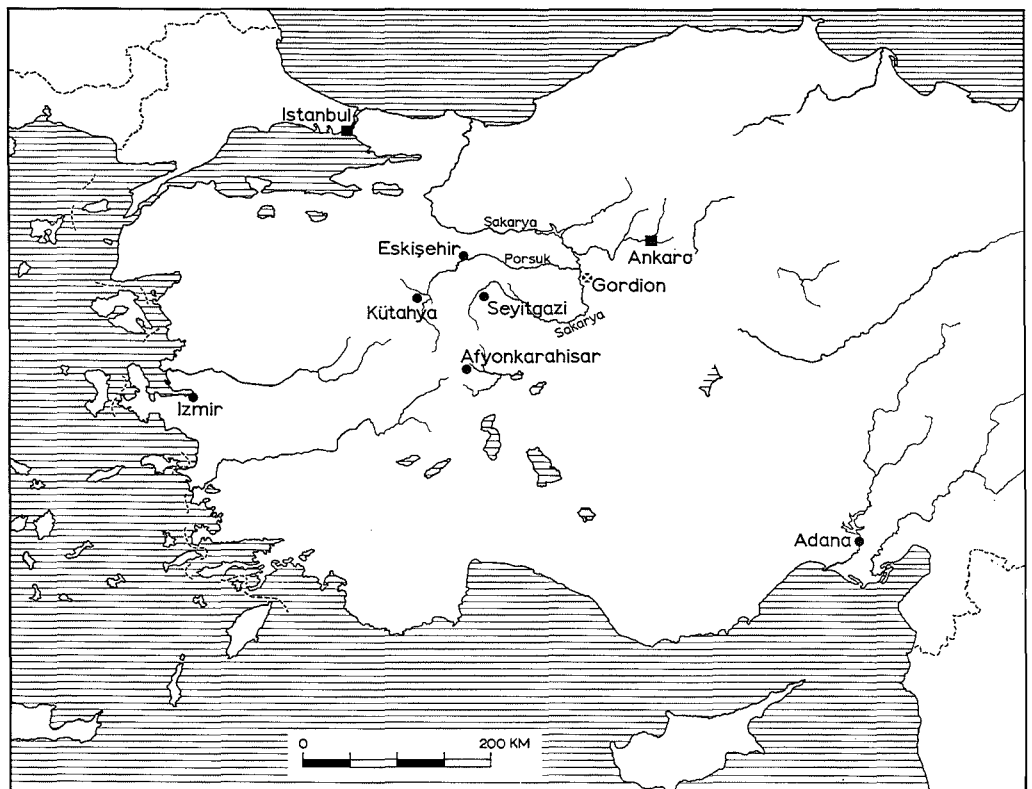 Istanbul
Sakarya
Eskişehir
Porsuk
Ankara
Gordion
Kütahya
Seyitgazi
Sakarya
Afyonkarahisar
Izmir
Adana
0 200 KM